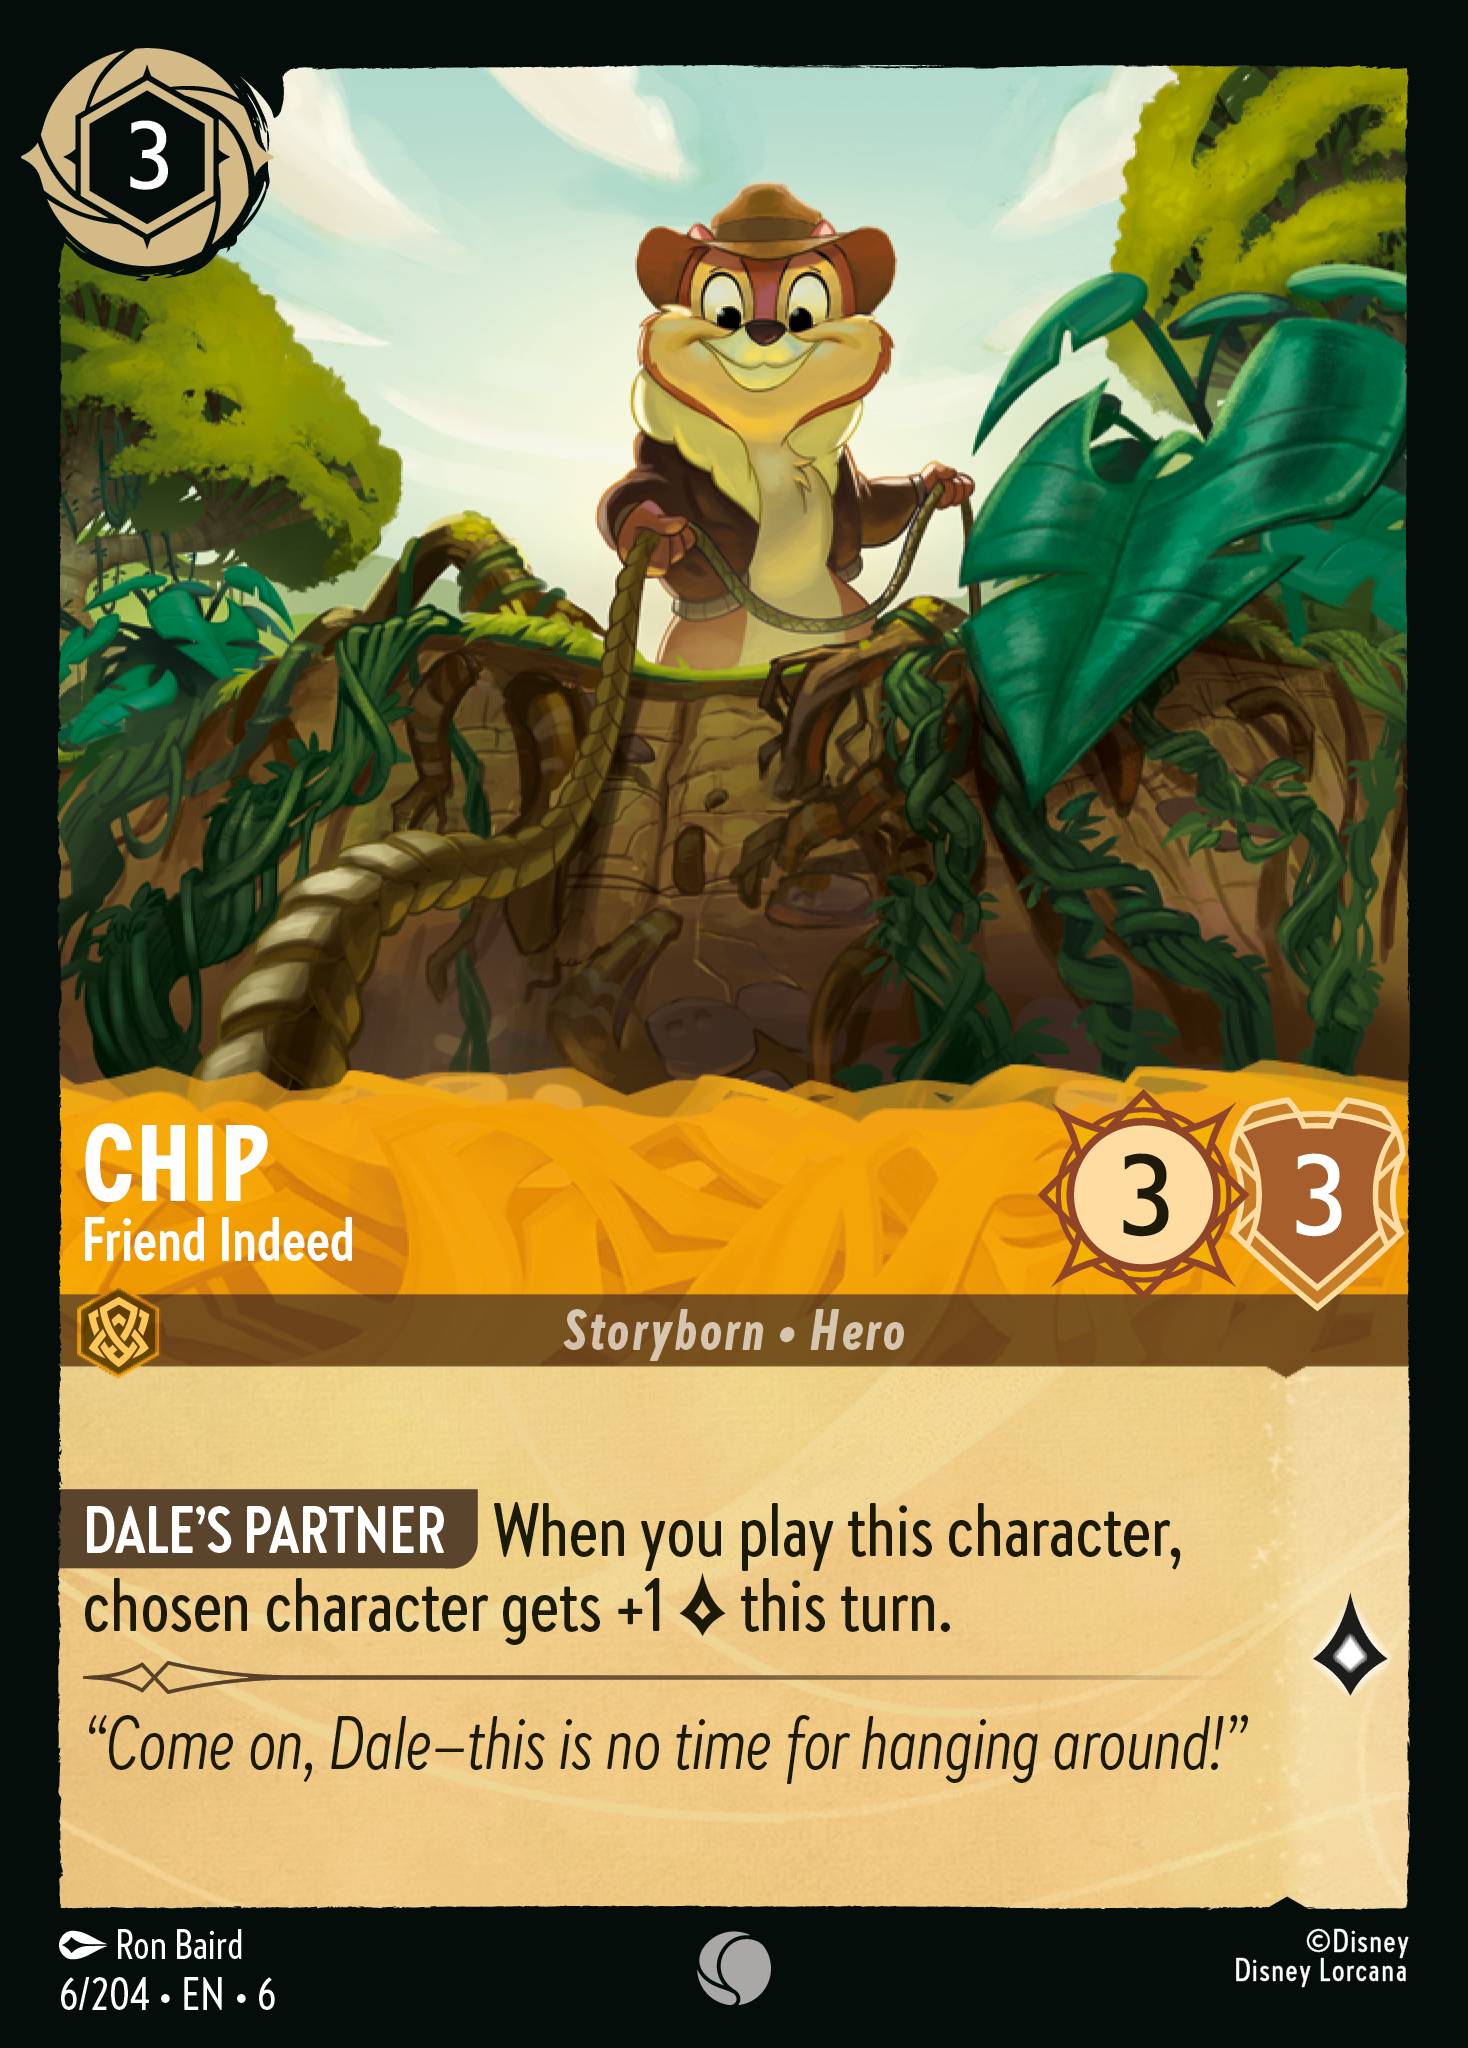 3
CHIP
Friend Indeed
3
3
Storyborn • Hero
DALE’S PARTNER When you play this character,
chosen character gets +1 this turn.
“Come on, Dale–this is no time for hanging around!”
Ron Baird
6/204 • EN • 6
©Disney
Disney Lorcana